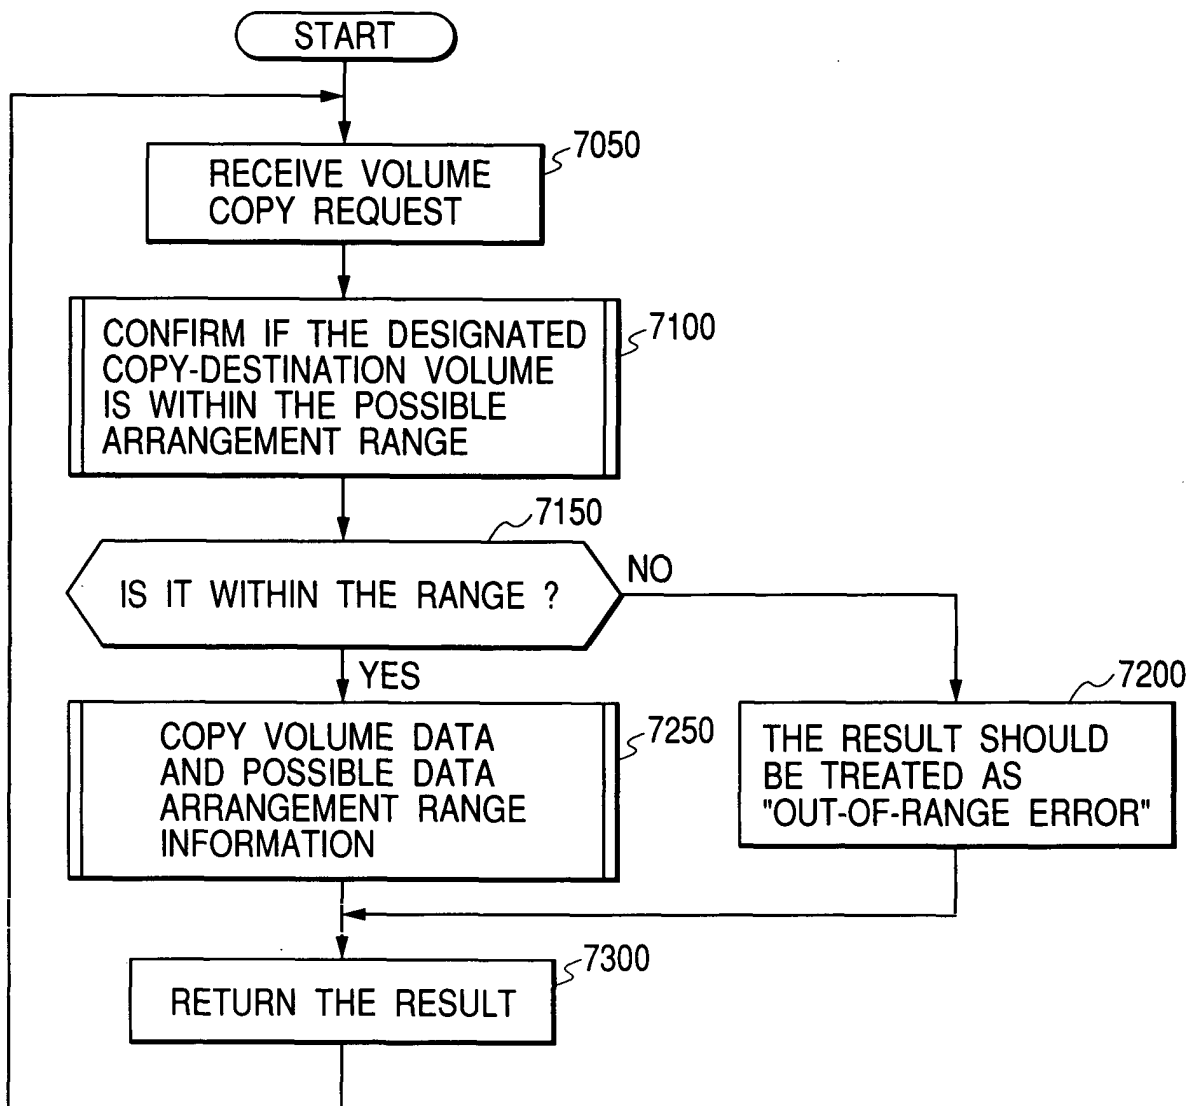 START
7050
RECEIVE VOLUME
COPY REQUEST
7100
CONFIRM IF THE DESIGNATED
COPY-DESTINATION VOLUME
IS WITHIN THE POSSIBLE
ARRANGEMENT RANGE
7150
IS IT WITHIN THE RANGE ?
NO
YES
7250
COPY VOLUME DATA
AND POSSIBLE DATA
ARRANGEMENT RANGE
INFORMATION
7200
THE RESULT SHOULD
BE TREATED AS
"OUT-OF-RANGE ERROR"
7300
RETURN THE RESULT